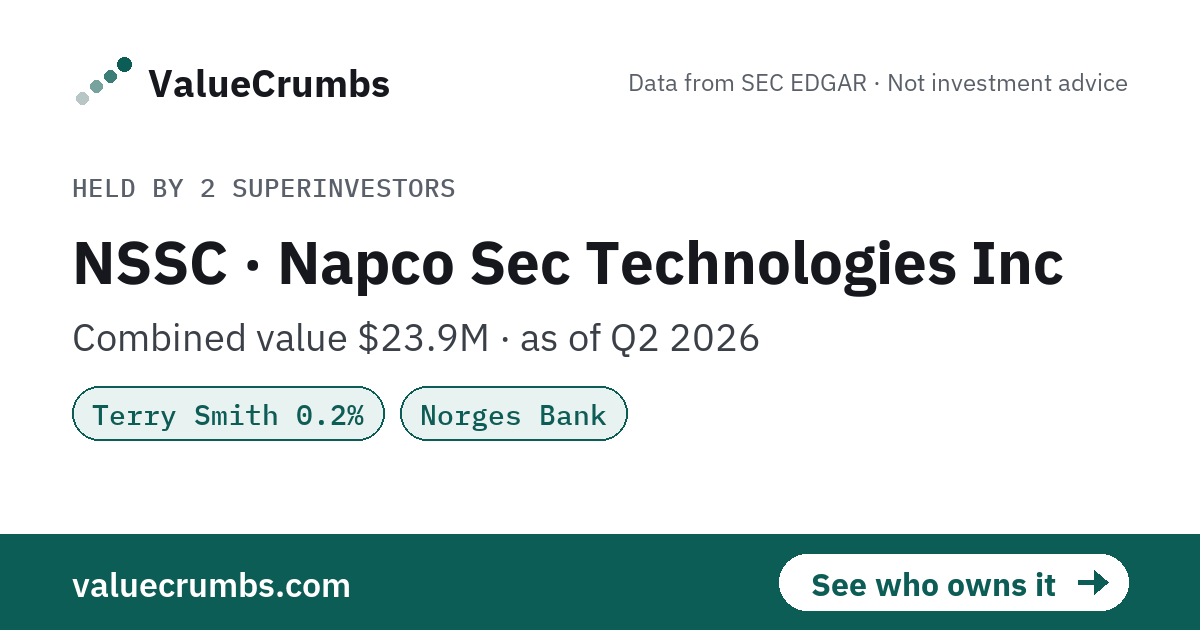 ValueCrumbs
Data from SEC EDGAR · Not investment advice
HELD BY 2 SUPERINVESTORS
NSSC · Napco Sec Technologies Inc
Combined value $23.9M · as of Q2 2026
Terry Smith 0.2%
Norges Bank
valuecrumbs.com
See who owns it →